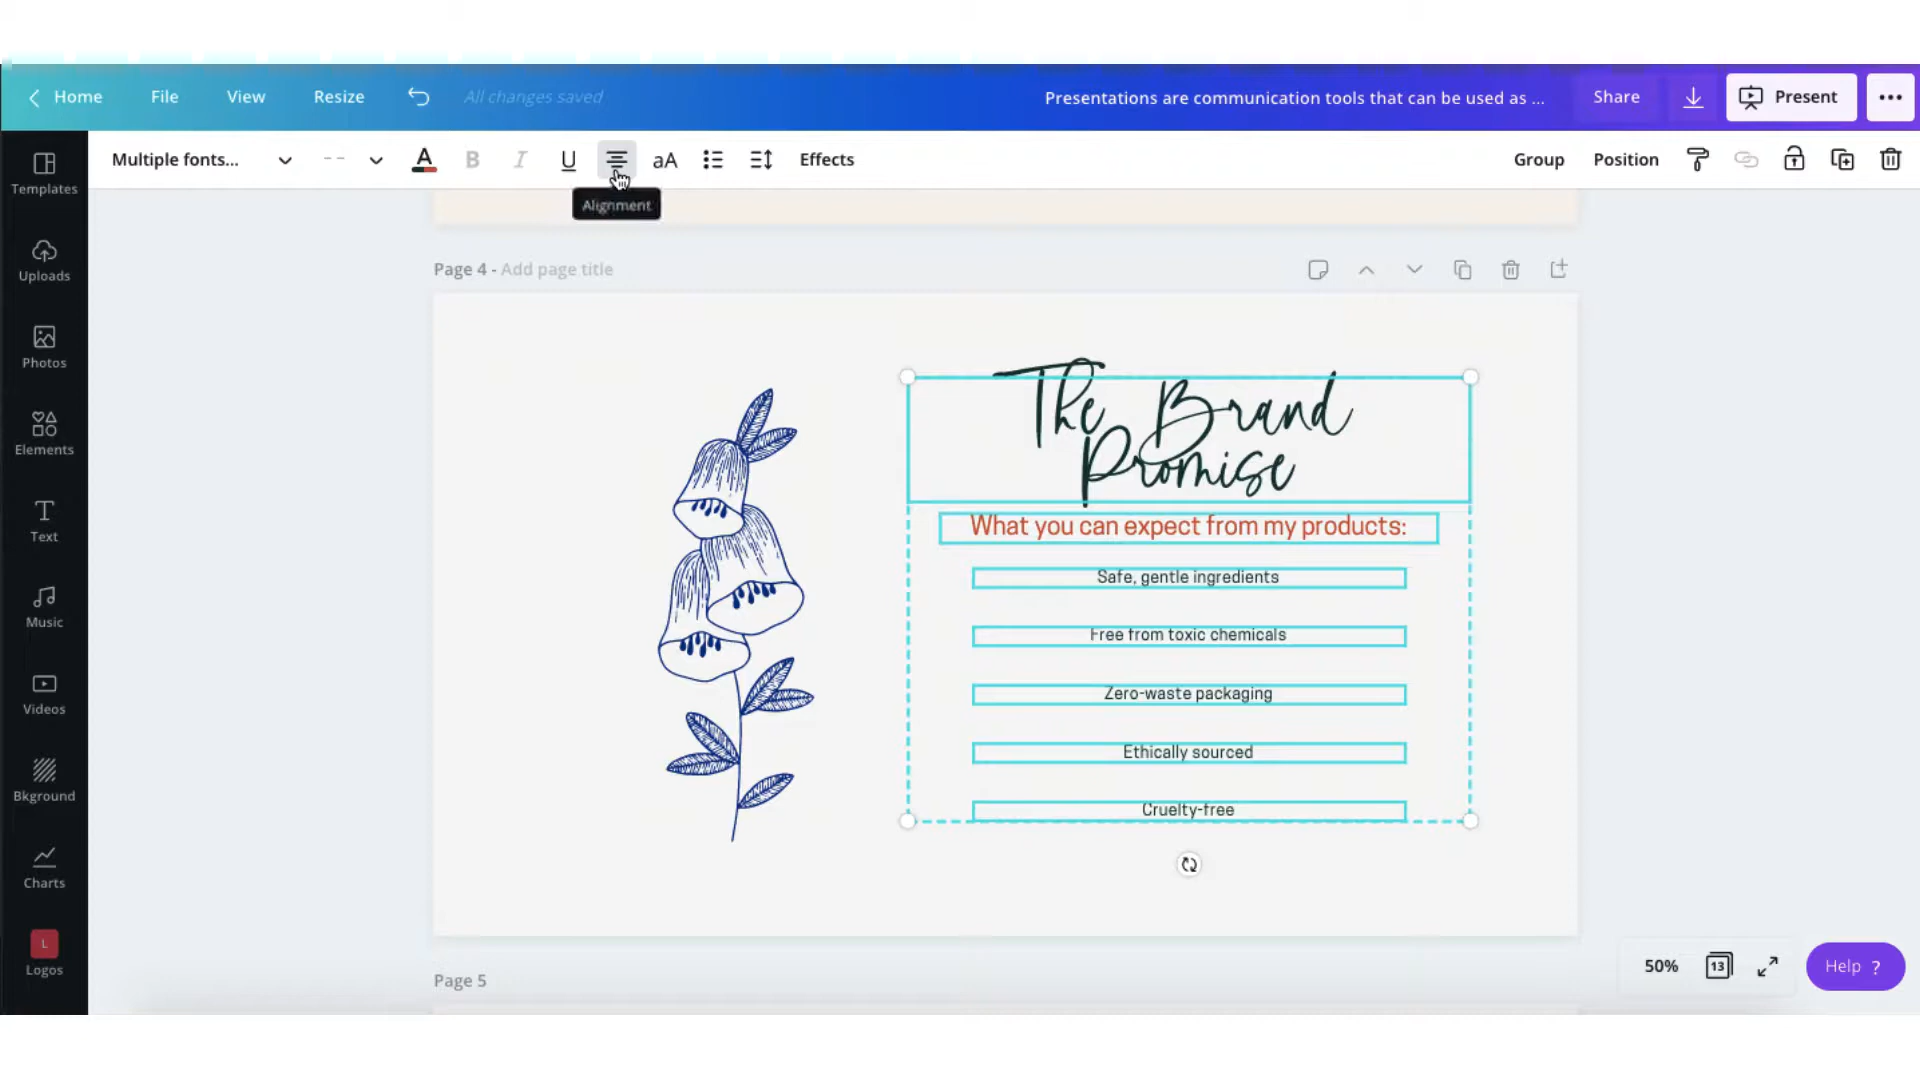 Home
File
View
Resize
All changes saved
Presentations are communication tools that can be used as ...
Share
Present
Multiple fonts...
- -
A
B
I
U
aA
Effects
Group
Position
Alignment
Templates
Uploads
Photos
Elements
T
Text
Music
Videos
Bkground
Charts
L
Logos
Page 4 - Add page title
The Brand
Promise
What you can expect from my products:
Safe, gentle ingredients
Free from toxic chemicals
Zero-waste packaging
Ethically sourced
Cruelty-free
Page 5
50%
13
Help ?